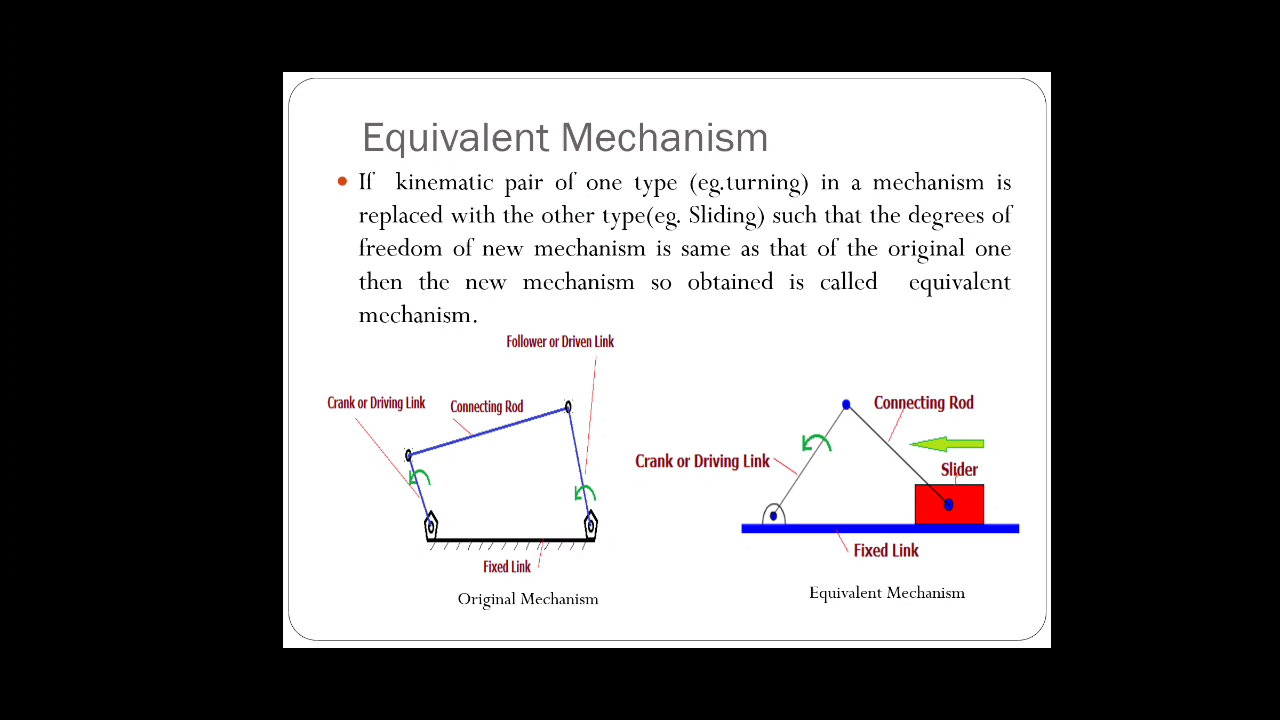 Equivalent Mechanism
If kinematic pair of one type (eg.turning) in a mechanism is
replaced with the other type(eg. Sliding) such that the degrees of
freedom of new mechanism is same as that of the original one
then the new mechanism so obtained is called equivalent
mechanism.
Follower or Driven Link
Crank or Driving Link
Connecting Rod
Fixed Link
Original Mechanism
Connecting Rod
Crank or Driving Link
Slider
Fixed Link
Equivalent Mechanism